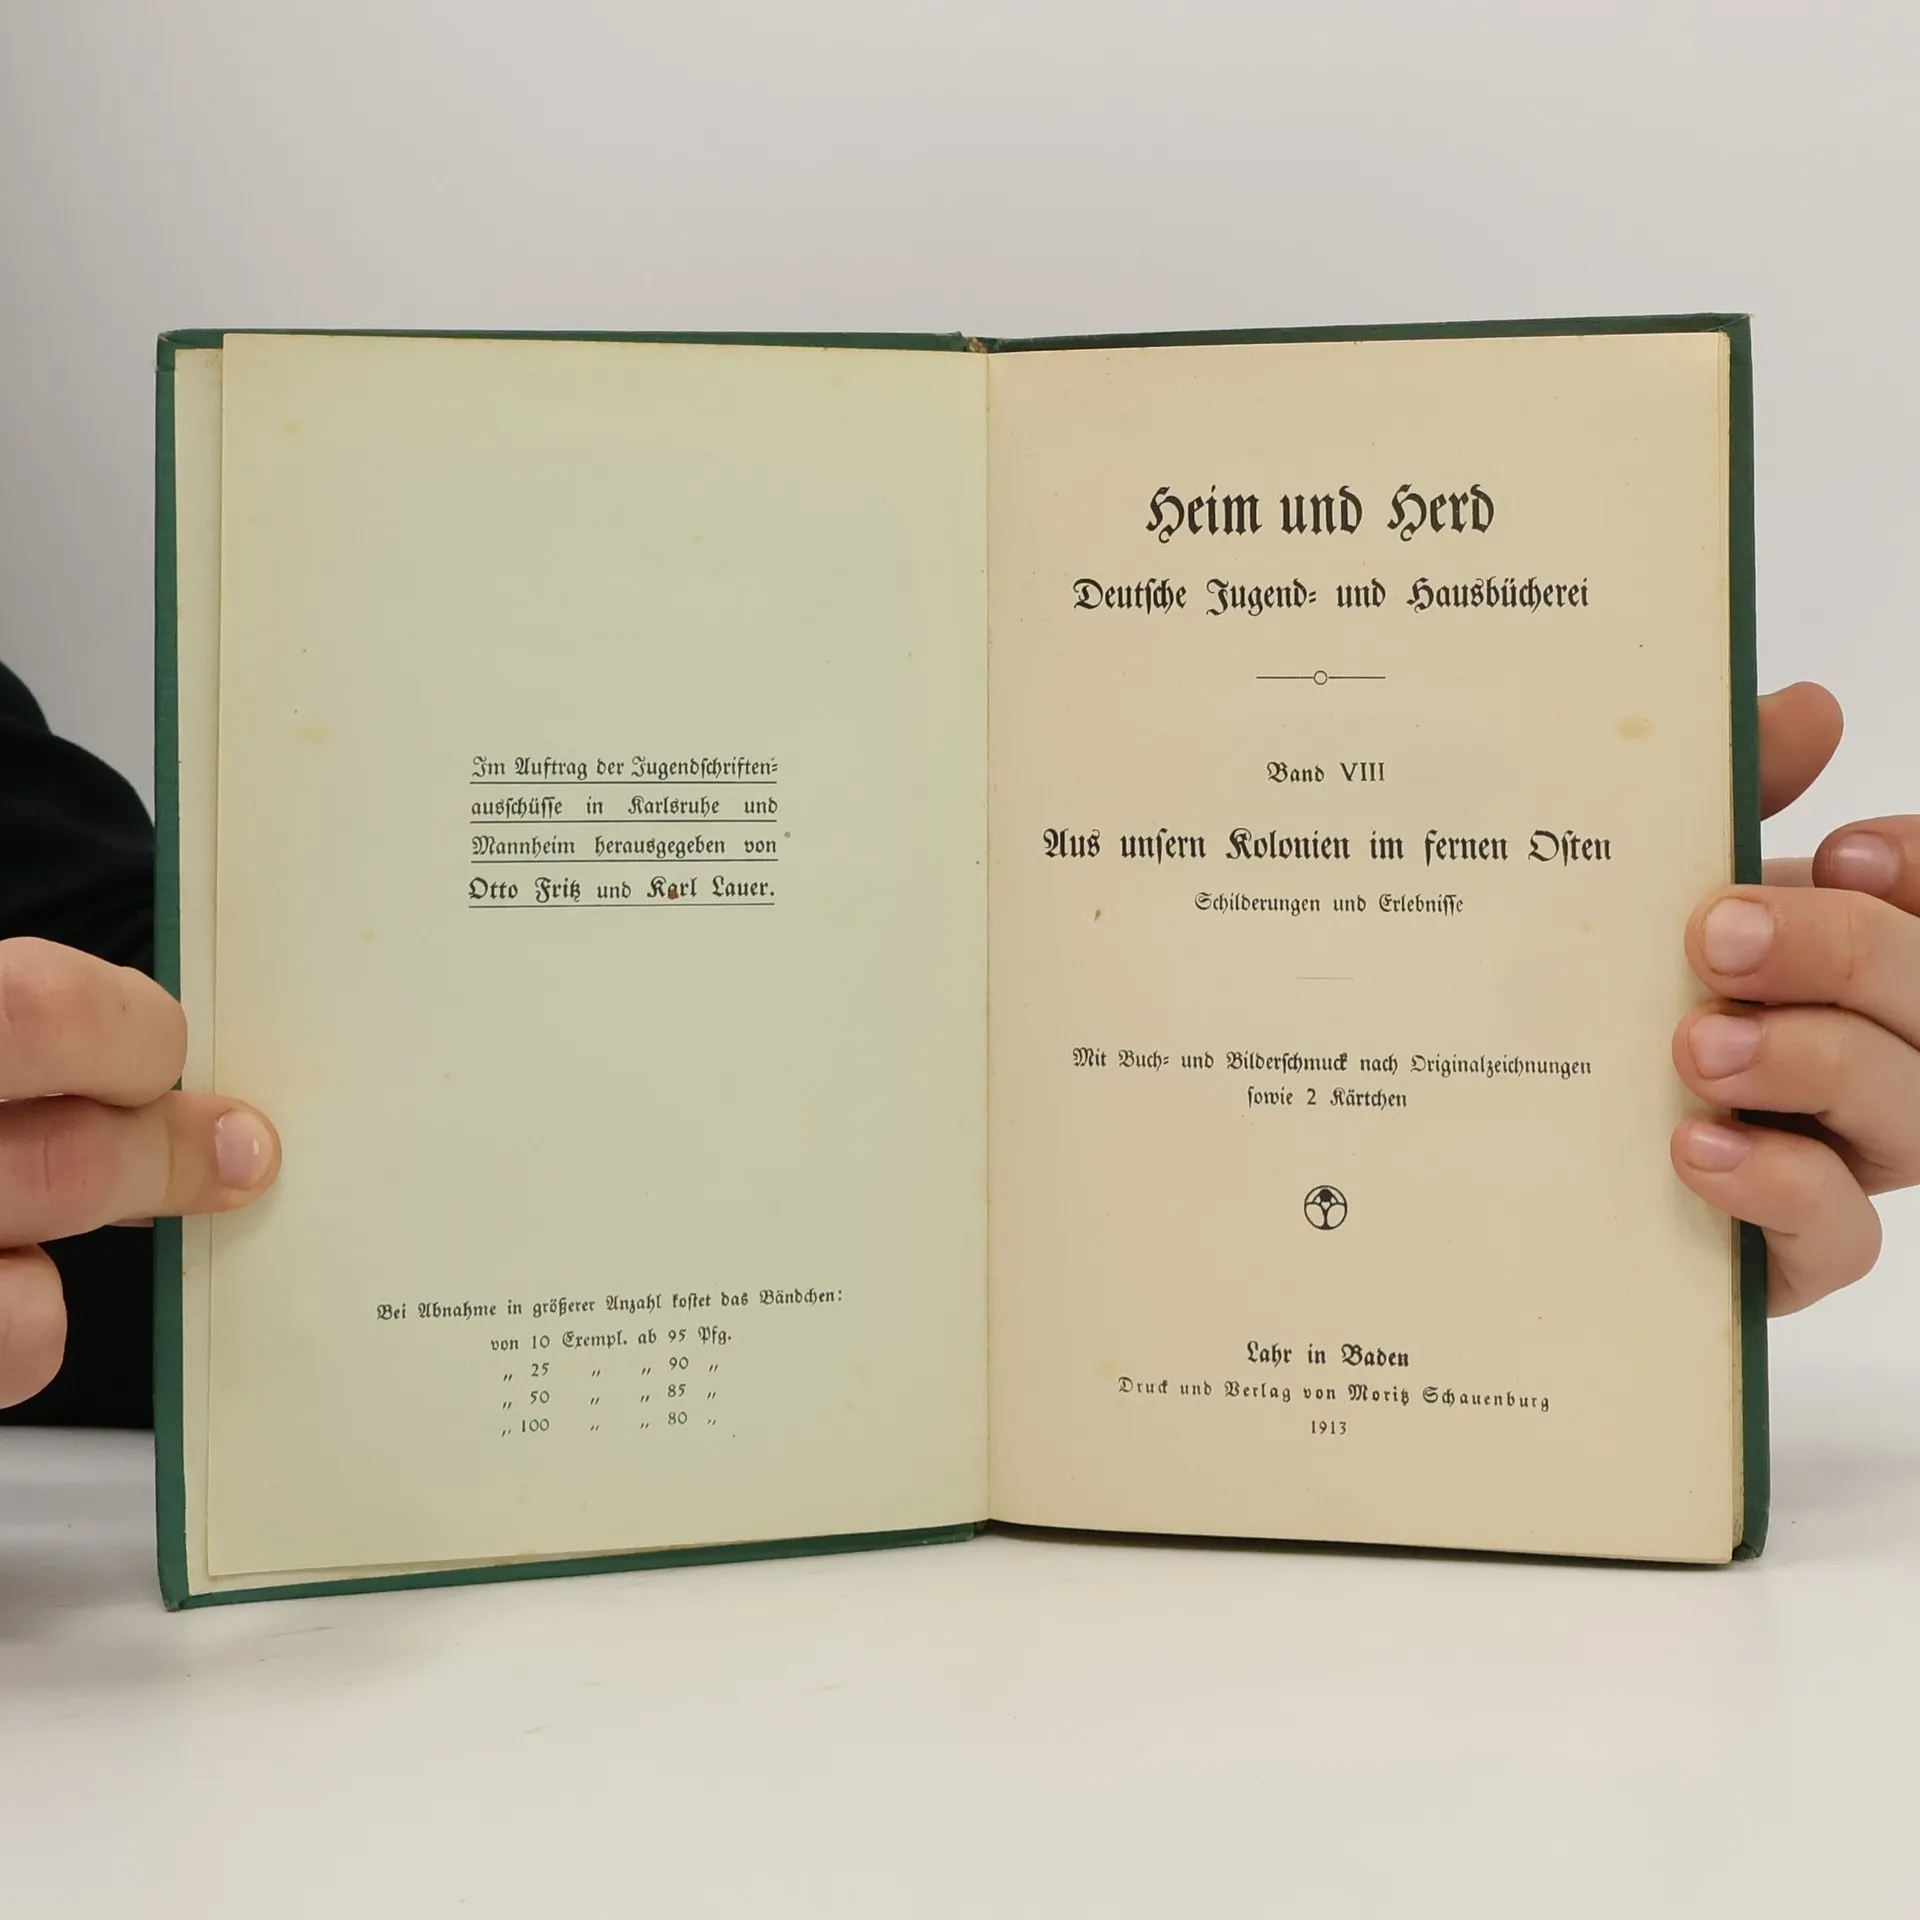 Im Auftrag der Jugendschriften-
ausschüsse in Karlsruhe und
Mannheim herausgegeben von
Otto Fritz und Karl Lauer.
Bei Abnahme in größerer Anzahl kostet das Bändchen:
von 10 Exempl. ab 95 Pfg.
„ 25 „ „ 90 „
„ 50 „ „ 85 „
„ 100 „ „ 80 „
Heim und Herd
Deutsche Jugend- und Hausbücherei
Band VIII
Aus unsern Kolonien im fernen Osten
Schilderungen und Erlebnisse
Mit Buch- und Bilderschmuck nach Originalzeichnungen
sowie 2 Kärtchen
Lahr in Baden
Druck und Verlag von Moritz Schauenburg
1913